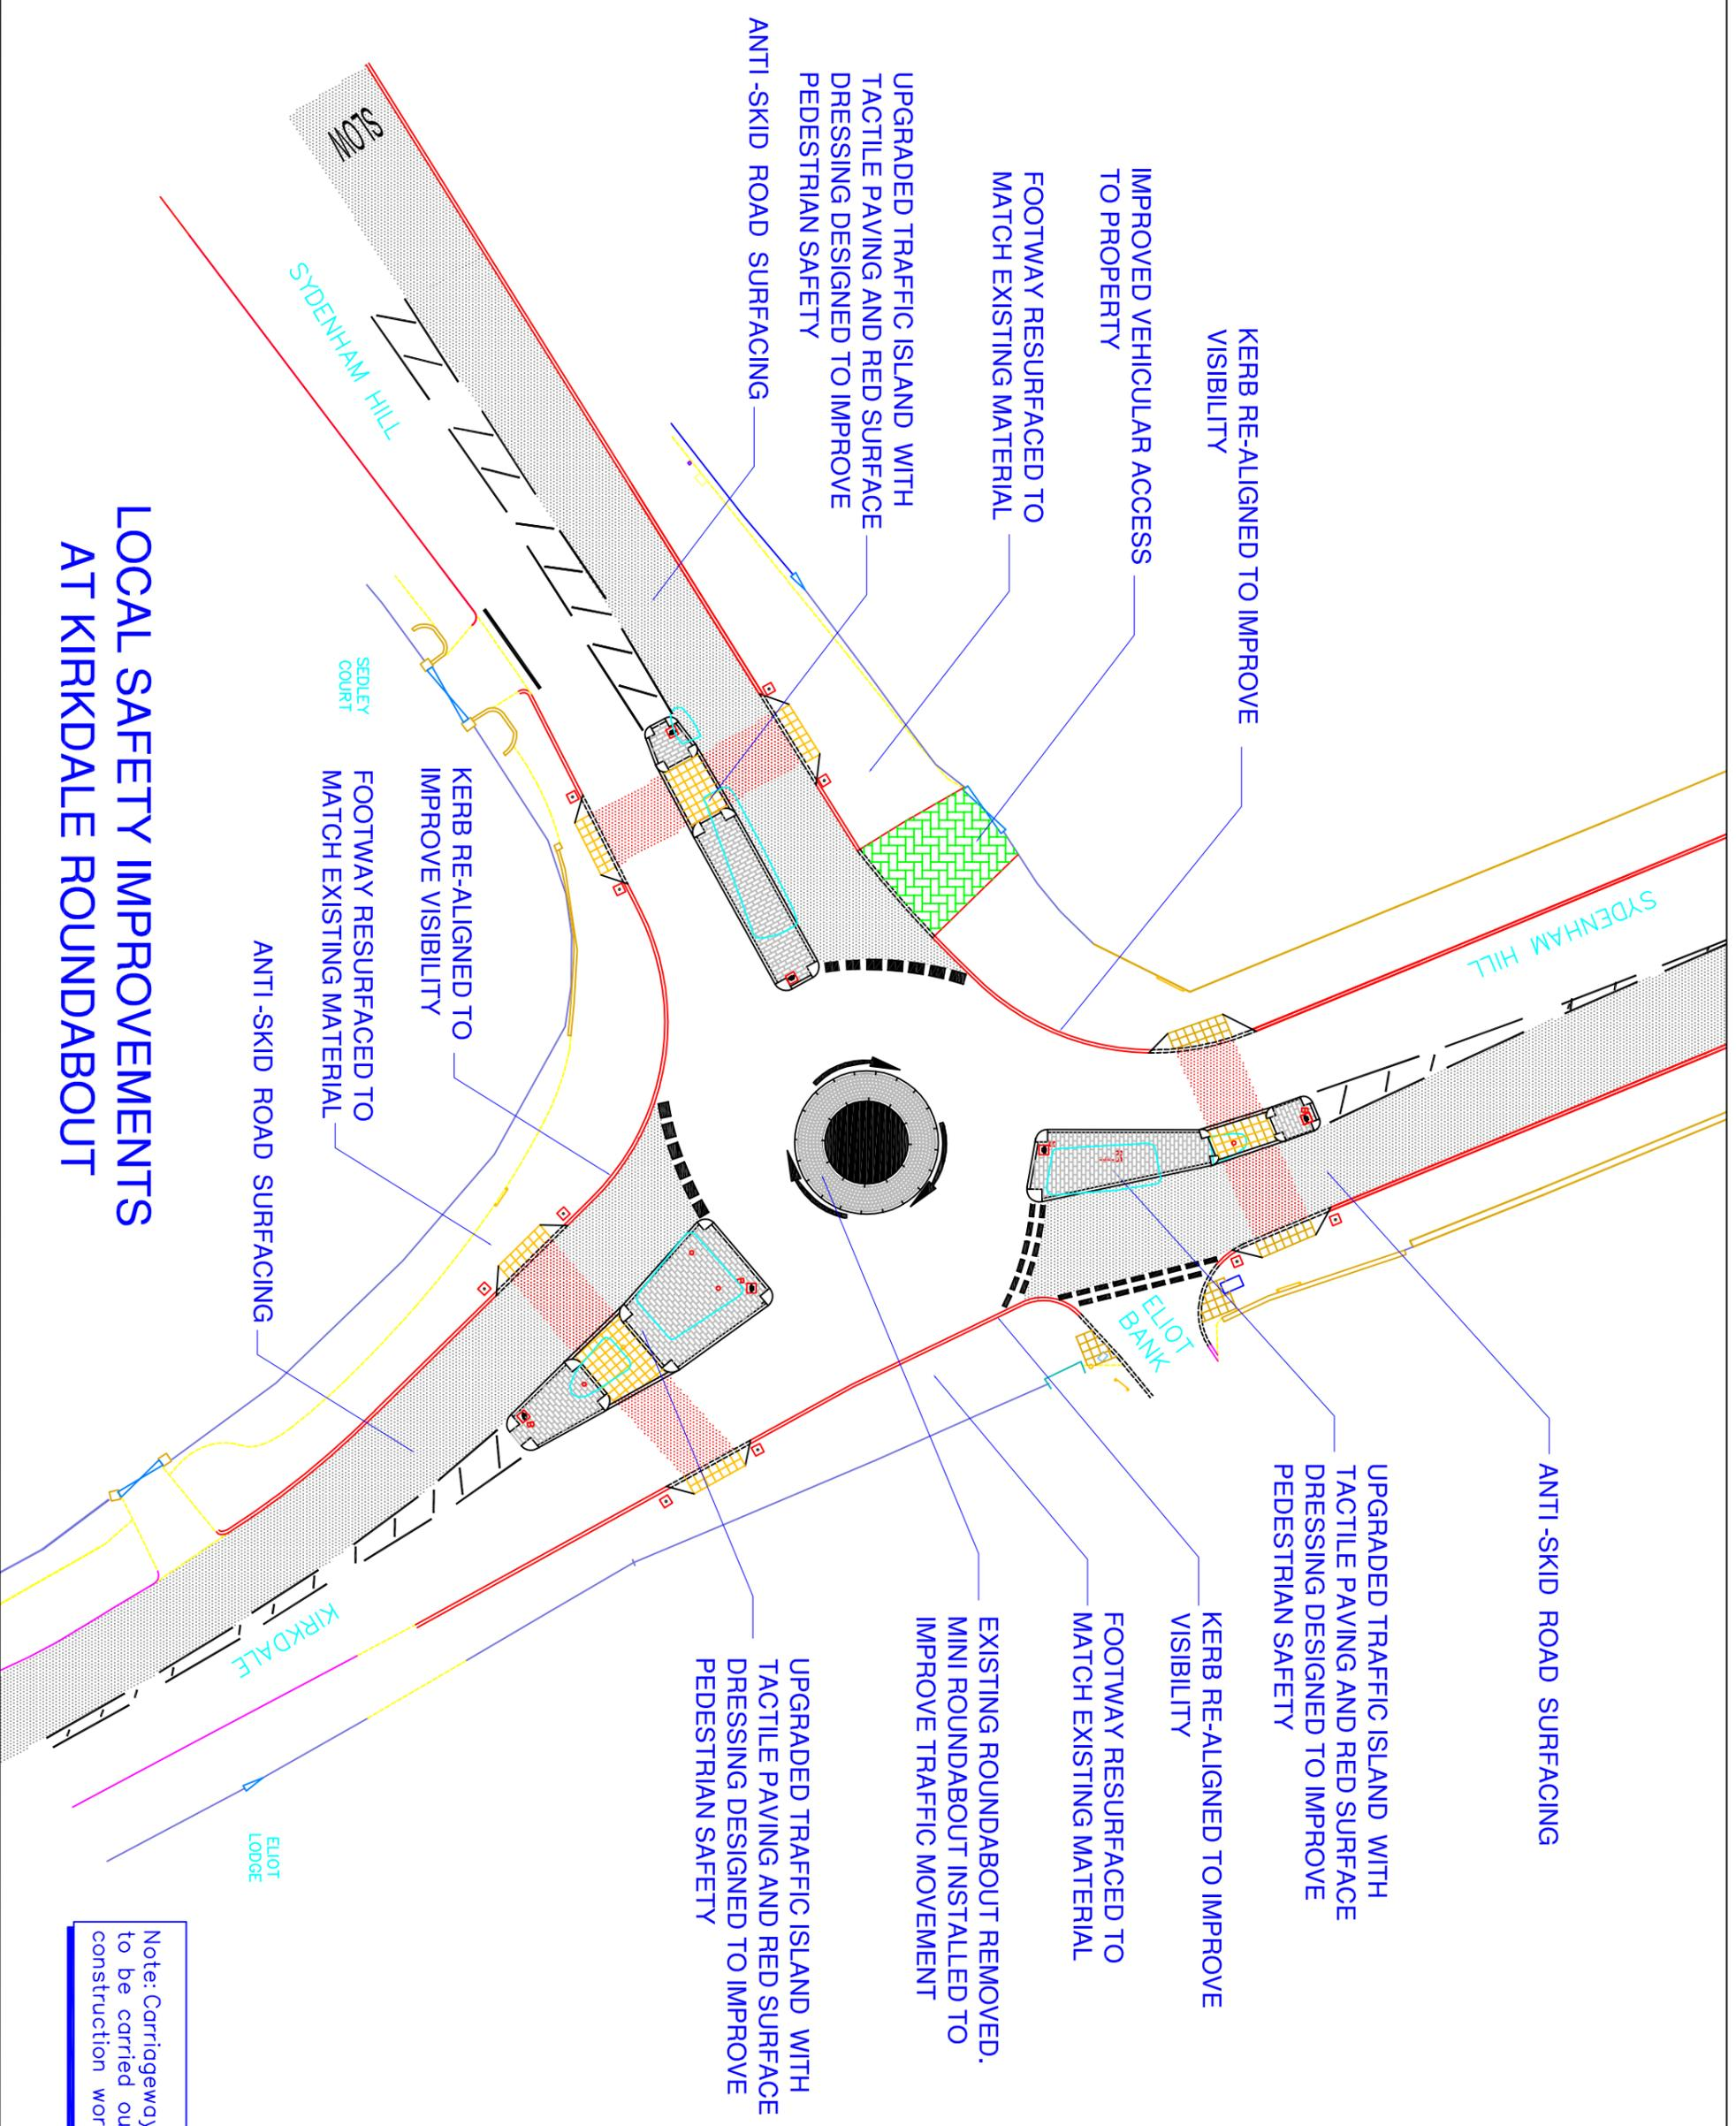 KERB RE-ALIGNED TO IMPROVE
VISIBILITY
IMPROVED VEHICULAR ACCESS
TO PROPERTY
FOOTWAY RESURFACED TO
MATCH EXISTING MATERIAL
UPGRADED TRAFFIC ISLAND WITH
TACTILE PAVING AND RED SURFACE
DRESSING DESIGNED TO IMPROVE
PEDESTRIAN SAFETY
ANTI-SKID ROAD SURFACING
SLOW
SYDENHAM HILL
SEDLEY
COURT
KERB RE-ALIGNED TO
IMPROVE VISIBILITY
FOOTWAY RESURFACED TO
MATCH EXISTING MATERIAL
ANTI-SKID ROAD SURFACING
LOCAL SAFETY IMPROVEMENTS
AT KIRKDALE ROUNDABOUT
SYDENHAM HILL
ELIOT
BANK
ANTI-SKID ROAD SURFACING
UPGRADED TRAFFIC ISLAND WITH
TACTILE PAVING AND RED SURFACE
DRESSING DESIGNED TO IMPROVE
PEDESTRIAN SAFETY
KERB RE-ALIGNED TO IMPROVE
VISIBILITY
FOOTWAY RESURFACED TO
MATCH EXISTING MATERIAL
EXISTING ROUNDABOUT REMOVED.
MINI ROUNDABOUT INSTALLED TO
IMPROVE TRAFFIC MOVEMENT
UPGRADED TRAFFIC ISLAND WITH
TACTILE PAVING AND RED SURFACE
DRESSING DESIGNED TO IMPROVE
PEDESTRIAN SAFETY
KIRKDALE
ELIOT
LODGE
Note: Carriageway
to be carried
construction